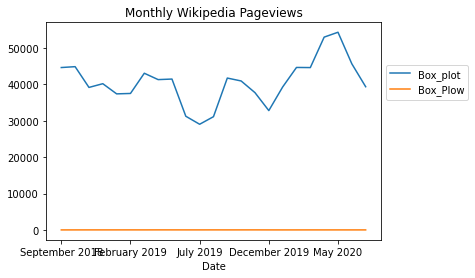 Monthly Wikipedia Pageviews
50000
40000
30000
20000
10000
0
Box_plot
Box_Plow
September 2018 February 2019 July 2019 December 2019 May 2020
Date